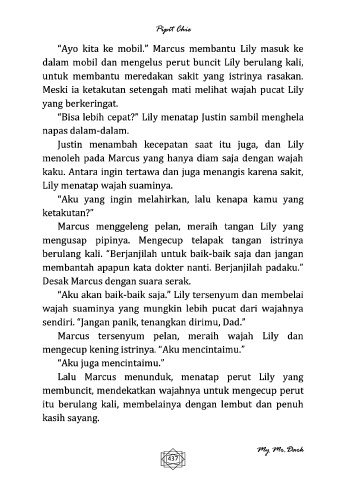 Pipit Chie
“Ayo kita ke mobil.” Marcus membantu Lily masuk ke
dalam mobil dan mengelus perut buncit Lily berulang kali,
untuk membantu meredakan sakit yang istrinya rasakan.
Meski ia ketakutan setengah mati melihat wajah pucat Lily
yang berkeringat.
“Bisa lebih cepat?” Lily menatap Justin sambil menghela
napas dalam-dalam.
Justin menambah kecepatan saat itu juga, dan Lily
menoleh pada Marcus yang hanya diam saja dengan wajah
kaku. Antara ingin tertawa dan juga menangis karena sakit,
Lily menatap wajah suaminya.
“Aku yang ingin melahirkan, lalu kenapa kamu yang
ketakutan?”
Marcus menggeleng pelan, meraih tangan Lily yang
mengusap pipinya. Mengecup telapak tangan istrinya
berulang kali. “Berjanjilah untuk baik-baik saja dan jangan
membantah apapun kata dokter nanti. Berjanjilah padaku.”
Desak Marcus dengan suara serak.
“Aku akan baik-baik saja.” Lily tersenyum dan membelai
wajah suaminya yang mungkin lebih pucat dari wajahnya
sendiri. “Jangan panik, tenangkan dirimu, Dad.”
Marcus tersenyum pelan, meraih wajah Lily dan
mengecup kening istrinya. “Aku mencintaimu.”
“Aku juga mencintaimu.”
Lalu Marcus menunduk, menatap perut Lily yang
membuncit, mendekatkan wajahnya untuk mengecup perut
itu berulang kali, membelainya dengan lembut dan penuh
kasih sayang.
My Mr. Dark
437